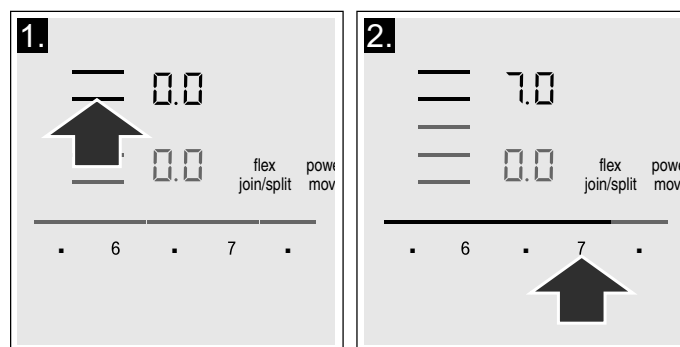 1.
0.0
0.0
flex
join/split
. 6 . 7 .
2.
7.0
0.0
flex
join/split
. 6 . 7 .